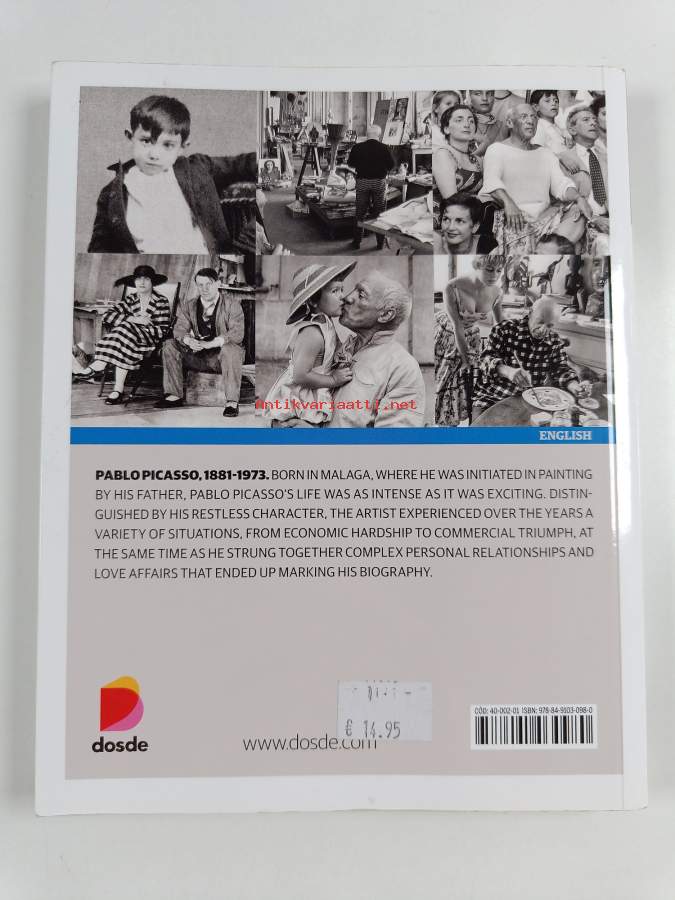 Antikvariaatti.net
ENGLISH
PABLO PICASSO, 1881-1973. BORN IN MALAGA, WHERE HE WAS INITIATED IN PAINTING
BY HIS FATHER, PABLO PICASSO'S LIFE WAS AS INTENSE AS IT WAS EXCITING. DISTIN-
GUISHED BY HIS RESTLESS CHARACTER, THE ARTIST EXPERIENCED OVER THE YEARS A
VARIETY OF SITUATIONS, FROM ECONOMIC HARDSHIP TO COMMERCIAL TRIUMPH, AT
THE SAME TIME AS HE STRUNG TOGETHER COMPLEX PERSONAL RELATIONSHIPS AND
LOVE AFFAIRS THAT ENDED UP MARKING HIS BIOGRAPHY.
€ 14.95
CÓD: 40-002-01 ISBN: 978-84-9103-098-0
dosde
www.dosde.com